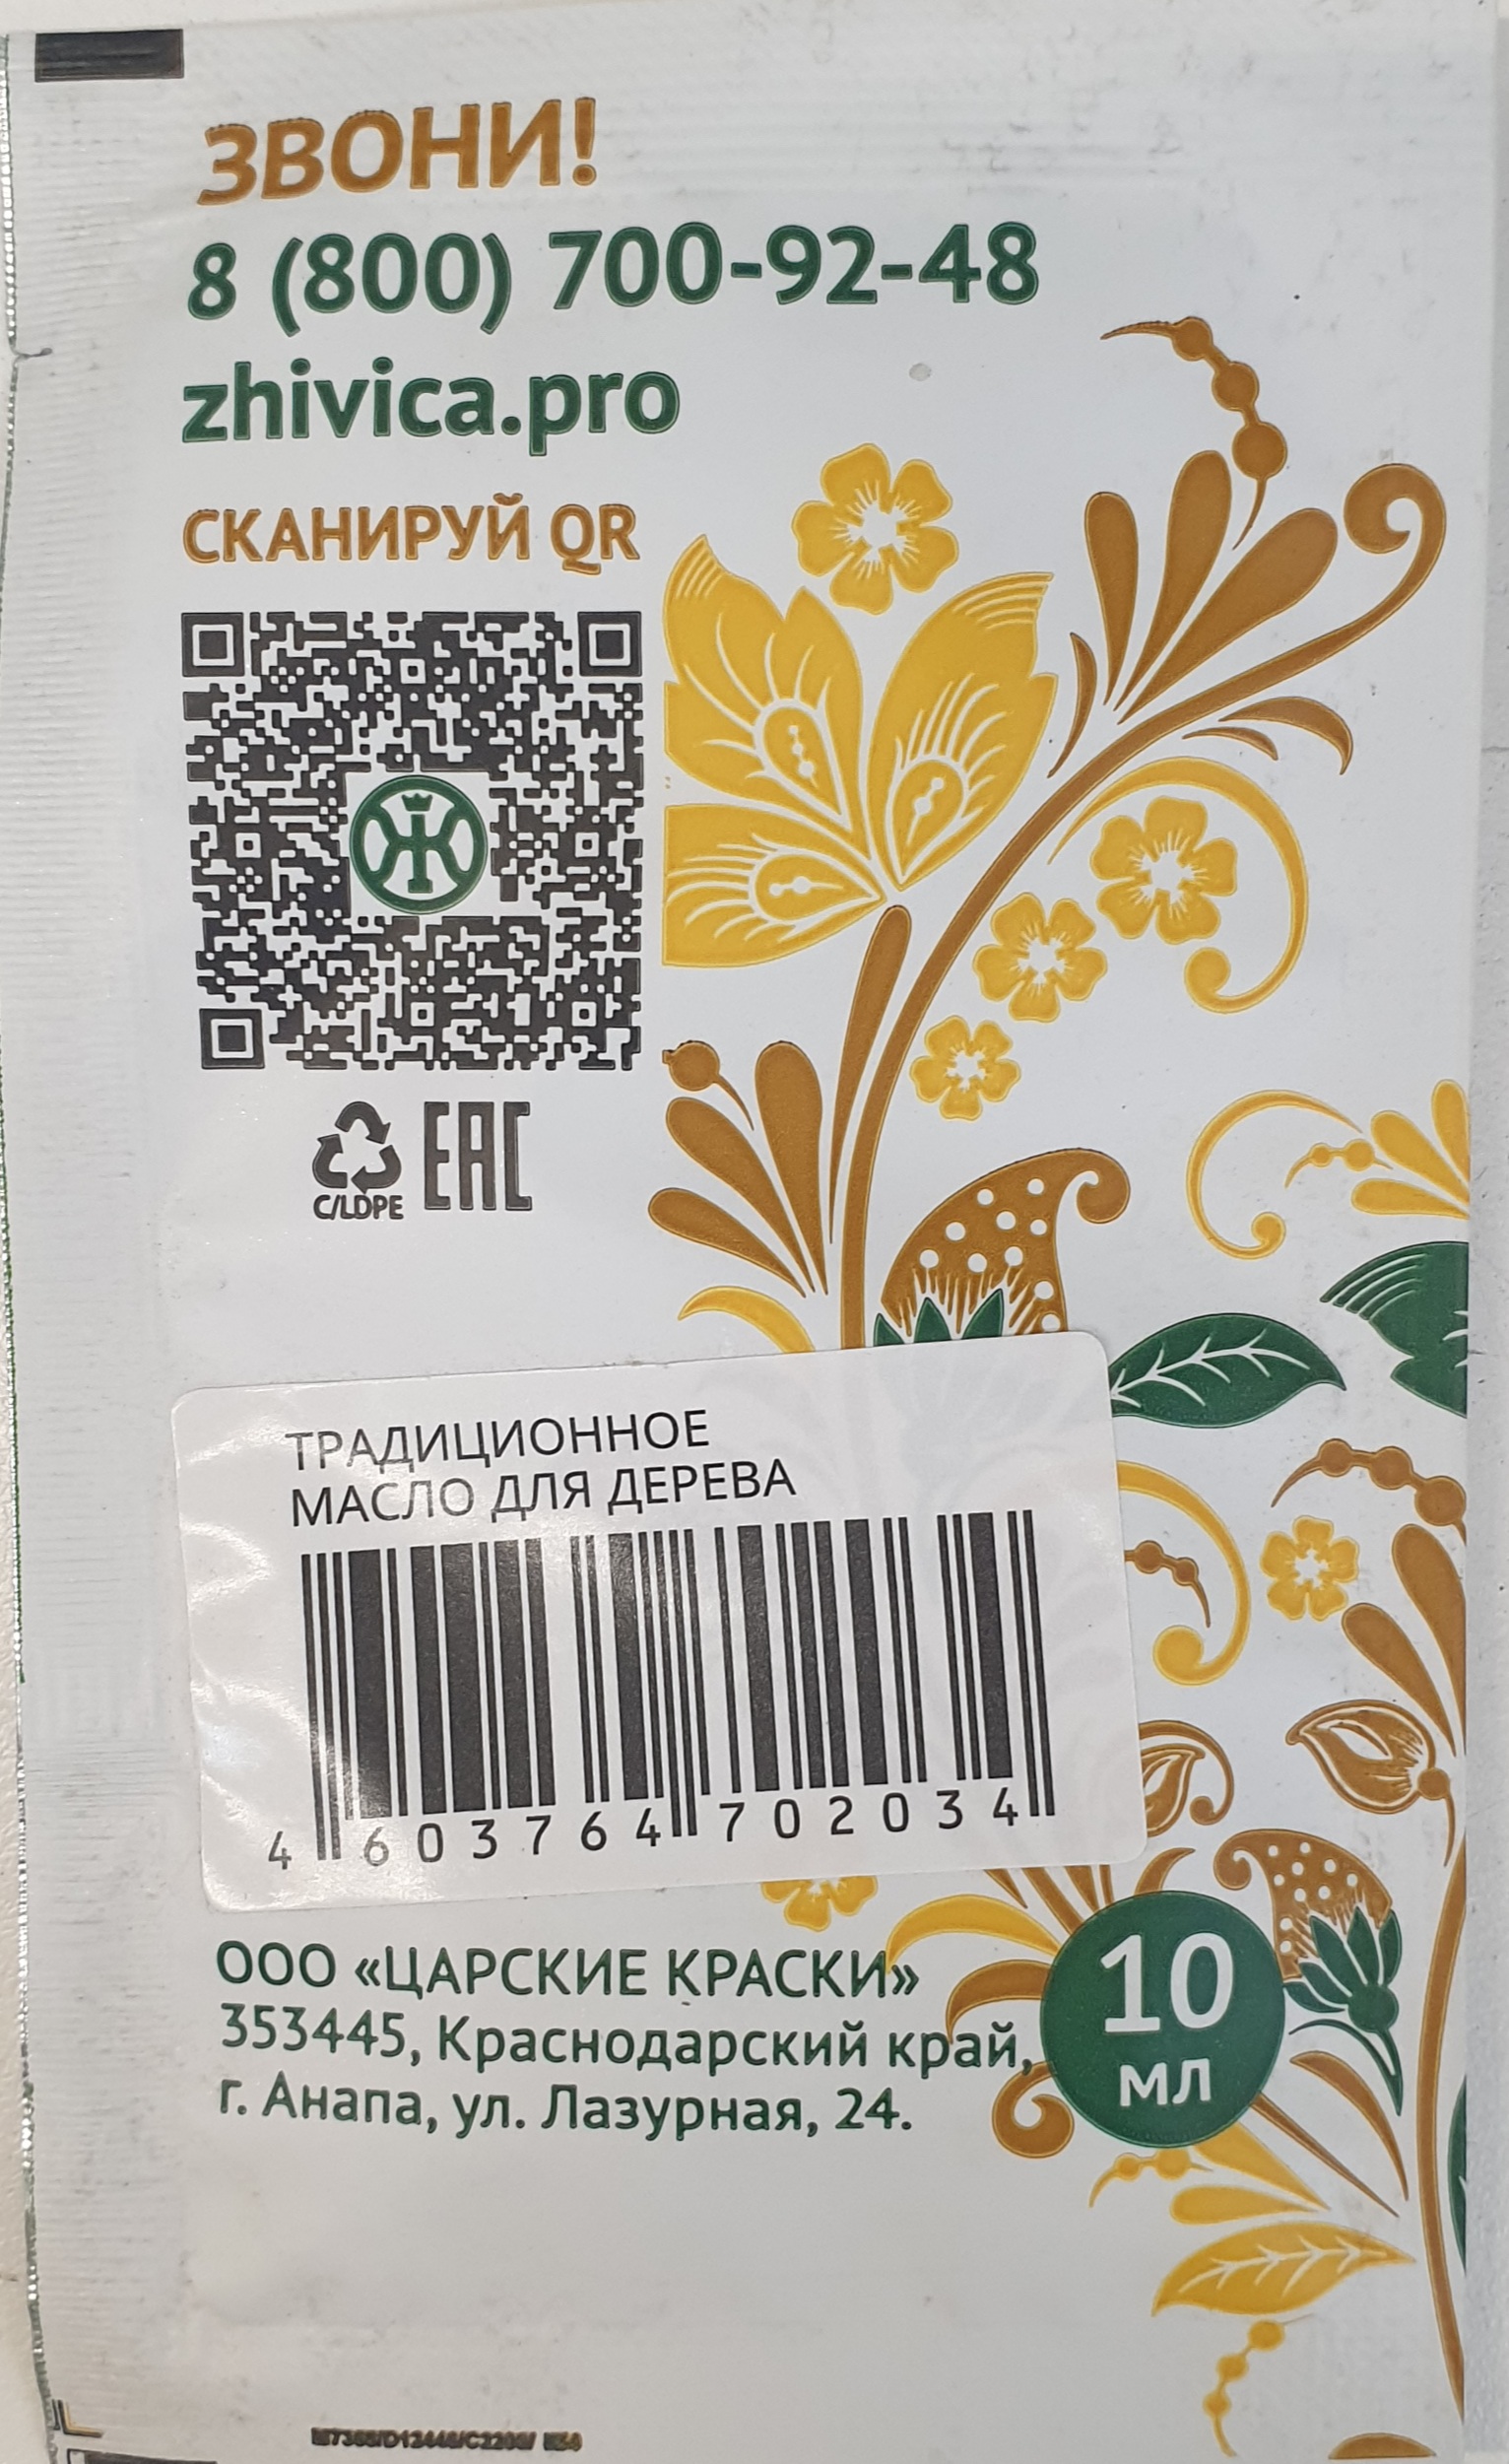 ЗВОНИ!
8 (800) 700-92-48
zhivica.pro
СКАНИРУЙ QR
Ж
C/LDPE
EAC
ТРАДИЦИОННОЕ
МАСЛО ДЛЯ ДЕРЕВА
4 603764 702034
ООО «ЦАРСКИЕ КРАСКИ»
353445, Краснодарский край,
г. Анапа, ул. Лазурная, 24.
10
мл